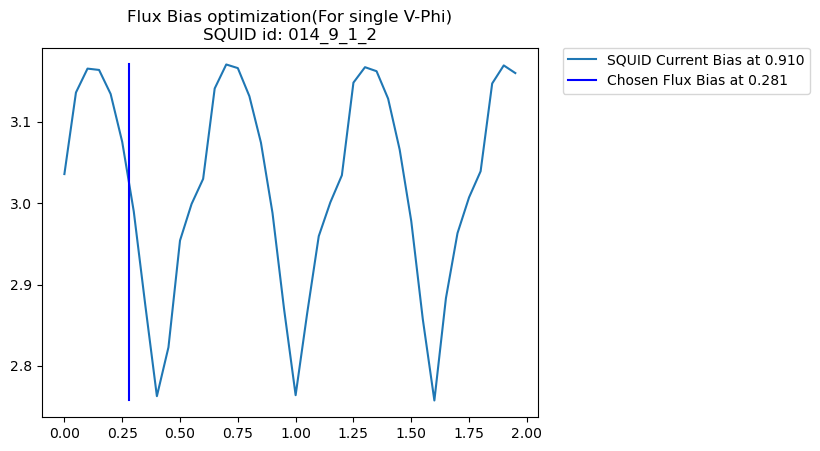 Flux Bias optimization(For single V-Phi)
SQUID id: 014_9_1_2
SQUID Current Bias at 0.910
Chosen Flux Bias at 0.281
3.1
3.0
2.9
2.8
0.00 0.25 0.50 0.75 1.00 1.25 1.50 1.75 2.00